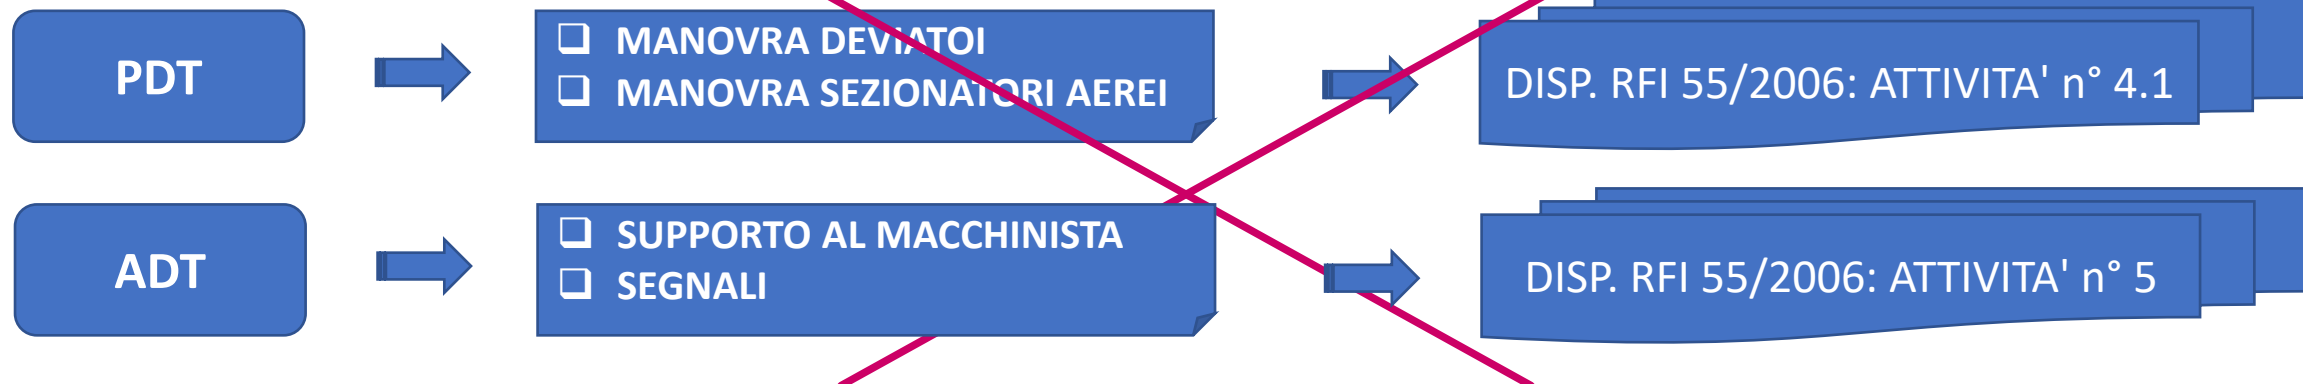 PDT
MANOVRA DEVIATOI
MANOVRA SEZIONATORI AEREI
DISP. RFI 55/2006: ATTIVITA' n° 4.1
ADT
SUPPORTO AL MACCHINISTA
SEGNALI
DISP. RFI 55/2006: ATTIVITA' n° 5